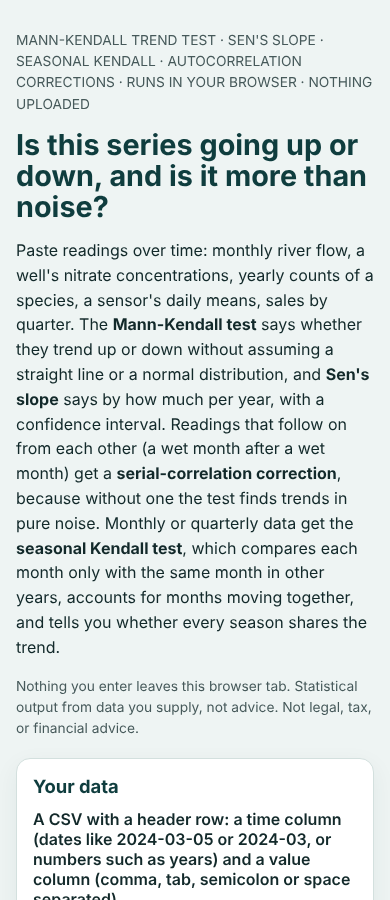 MANN-KENDALL TREND TEST · SEN'S SLOPE ·
SEASONAL KENDALL · AUTOCORRELATION
CORRECTIONS · RUNS IN YOUR BROWSER · NOTHING
UPLOADED
Is this series going up or
down, and is it more than
noise?
Paste readings over time: monthly river flow, a
well's nitrate concentrations, yearly counts of a
species, a sensor's daily means, sales by
quarter. The Mann-Kendall test says whether
they trend up or down without assuming a
straight line or a normal distribution, and Sen's
slope says by how much per year, with a
confidence interval. Readings that follow on
from each other (a wet month after a wet
month) get a serial-correlation correction,
because without one the test finds trends in
pure noise. Monthly or quarterly data get the
seasonal Kendall test, which compares each
month only with the same month in other
years, accounts for months moving together,
and tells you whether every season shares the
trend.
Nothing you enter leaves this browser tab. Statistical
output from data you supply, not advice. Not legal, tax,
or financial advice.
Your data
A CSV with a header row: a time column
(dates like 2024-03-05 or 2024-03, or
numbers such as years) and a value
column (comma, tab, semicolon or space
separated)